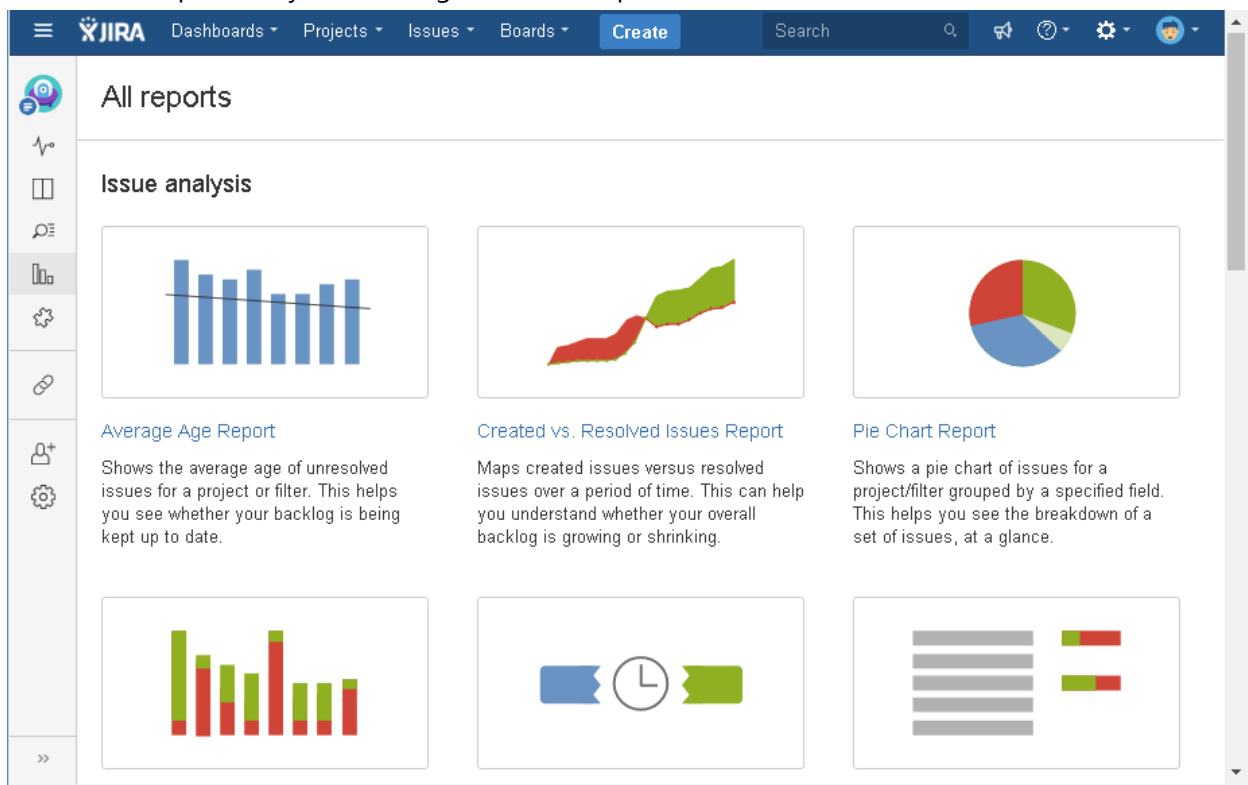 JIRA Dashboards Projects Issues Boards Create Search
All reports
Issue analysis
Average Age Report
Shows the average age of unresolved
issues for a project or filter. This helps
you see whether your backlog is being
kept up to date.
Created vs. Resolved Issues Report
Maps created issues versus resolved
issues over a period of time. This can help
you understand whether your overall
backlog is growing or shrinking.
Pie Chart Report
Shows a pie chart of issues for a
project/filter grouped by a specified field.
This helps you see the breakdown of a
set of issues, at a glance.